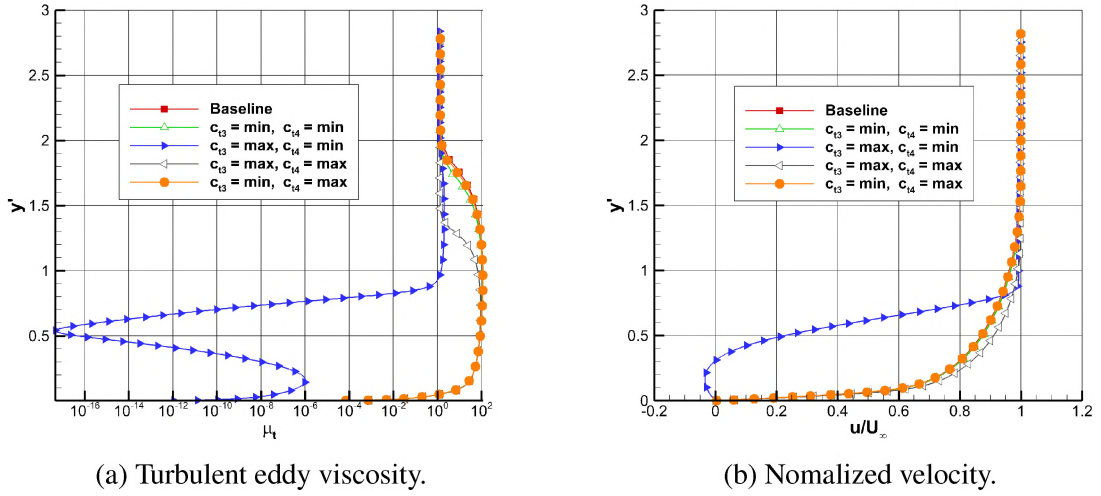 3
2.5
2
1.5
1
0.5
0
y'
Baseline
c_t3 = min, c_t4 = min
c_t3 = max, c_t4 = min
c_t3 = max, c_t4 = max
c_t3 = min, c_t4 = max
10^-16 10^-14 10^-12 10^-10 10^-8 10^-6 10^-4 10^-2 10^0 10^2
μ_t
(a) Turbulent eddy viscosity.
3
2.5
2
1.5
1
0.5
0
y'
Baseline
c_t3 = min, c_t4 = min
c_t3 = max, c_t4 = min
c_t3 = max, c_t4 = max
c_t3 = min, c_t4 = max
-0.2 0 0.2 0.4 0.6 0.8 1 1.2
u/U_∞
(b) Nomalized velocity.